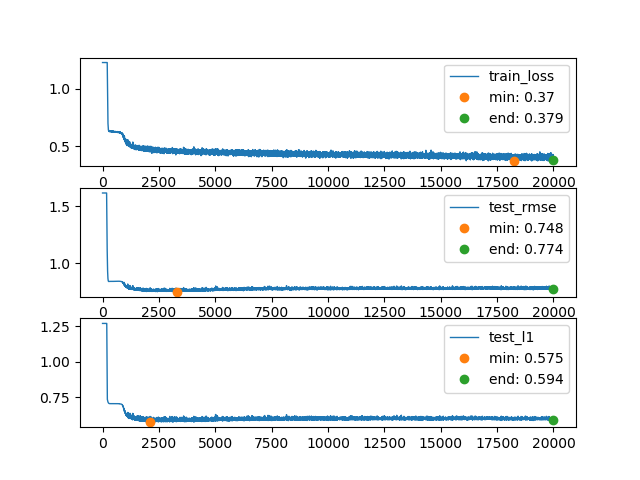 1.0
0.5
train_loss
min: 0.37
end: 0.379
0 2500 5000 7500 10000 12500 15000 17500 20000
1.5
1.0
test_rmse
min: 0.748
end: 0.774
0 2500 5000 7500 10000 12500 15000 17500 20000
1.25
1.00
0.75
test_l1
min: 0.575
end: 0.594
0 2500 5000 7500 10000 12500 15000 17500 20000